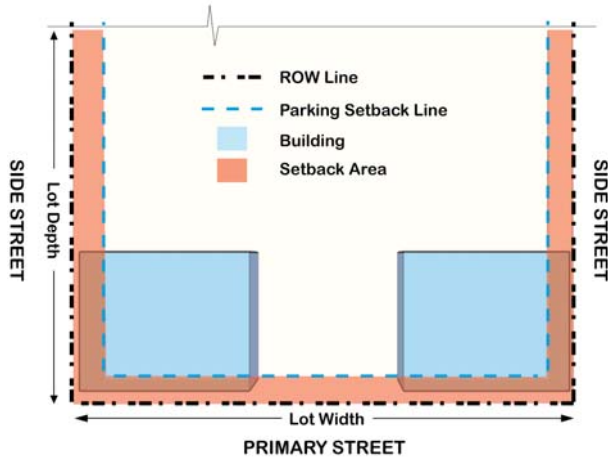 ROW Line
Parking Setback Line
Building
Setback Area
SIDE STREET
Lot Depth
SIDE STREET
Lot Width
PRIMARY STREET